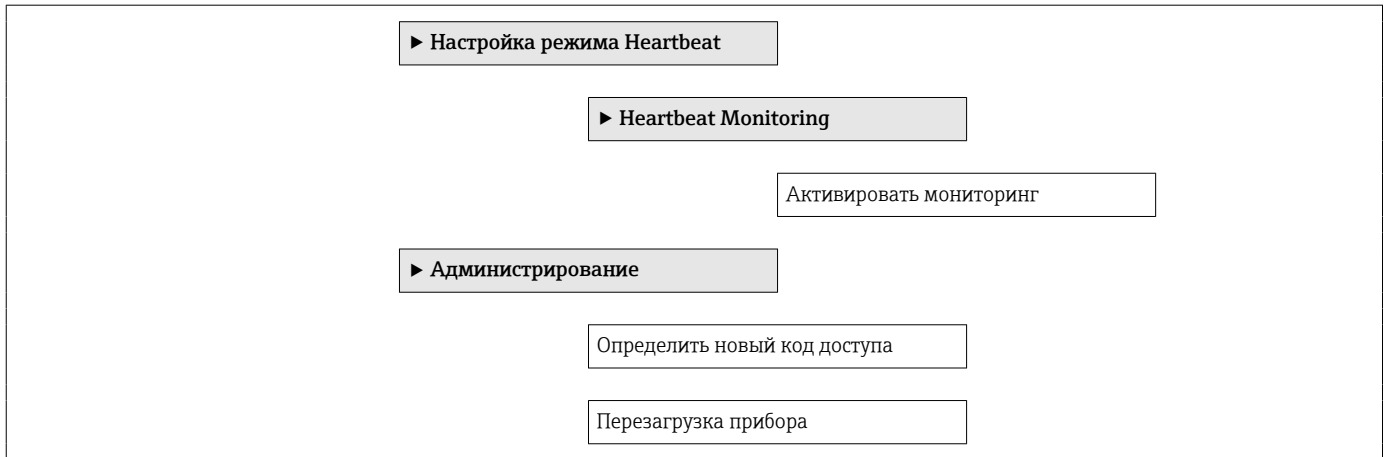 ▶ Настройка режима Heartbeat
▶ Heartbeat Monitoring
Активировать мониторинг
▶ Администрирование
Определить новый код доступа
Перезагрузка прибора